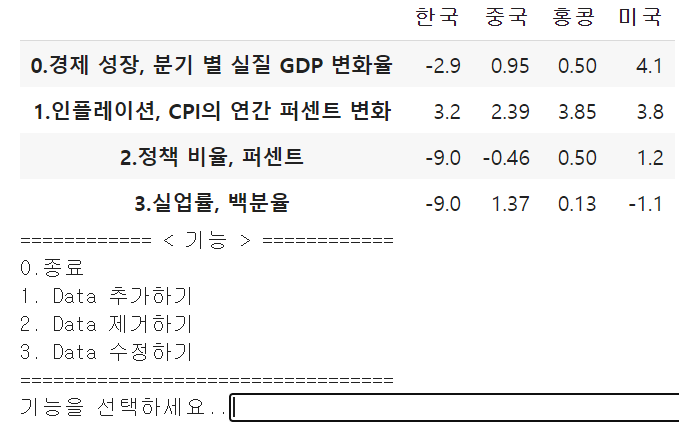 한국 중국 홍콩 미국
0.경제 성장, 분기 별 실질 GDP 변화율 -2.9 0.95 0.50 4.1
1.인플레이션, CPI의 연간 퍼센트 변화 3.2 2.39 3.85 3.8
2.정책 비율, 퍼센트 -9.0 -0.46 0.50 1.2
3.실업률, 백분율 -9.0 1.37 0.13 -1.1
============ < 기능 > ============
0.종료
1. Data 추가하기
2. Data 제거하기
3. Data 수정하기
==================================
기능을 선택하세요..